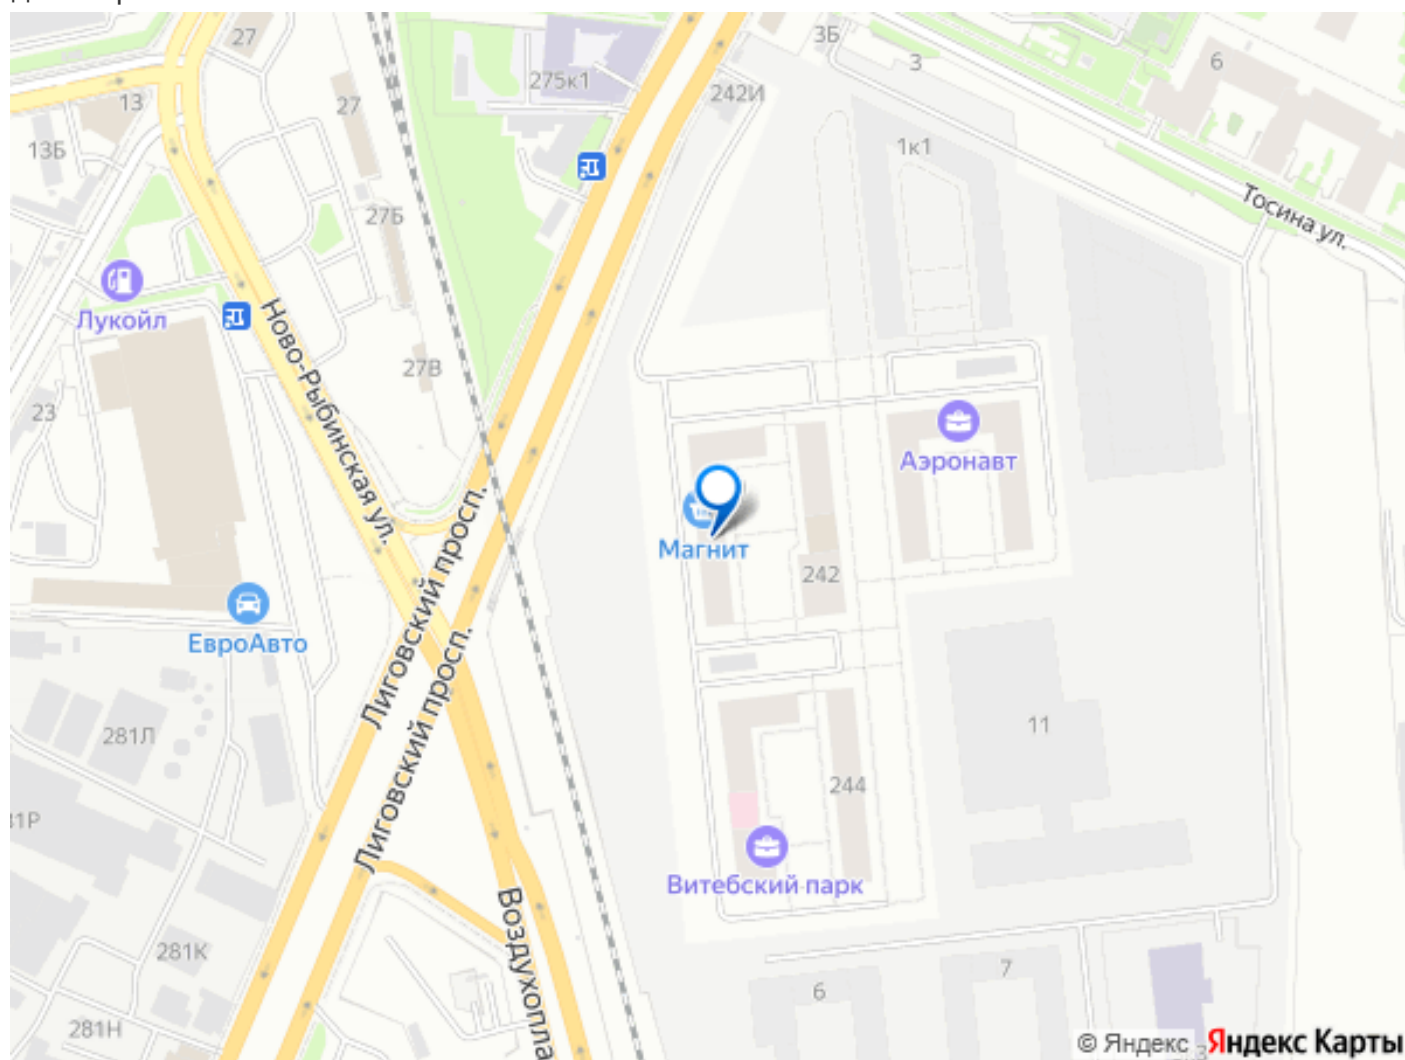 27
275к1
242И
3Б
3
6
13
27
13Б
1к1
Тосина ул.
27Б
Лукойл
Ново-Рыбинская ул.
27В
23
Аэронавт
Лиговский просп.
Магнит
242
ЕвроАвто
Лиговский просп.
281Л
11
244
Витебский парк
Воздухопла
281К
7
6
281Н
© Яндекс
Яндекс Карты